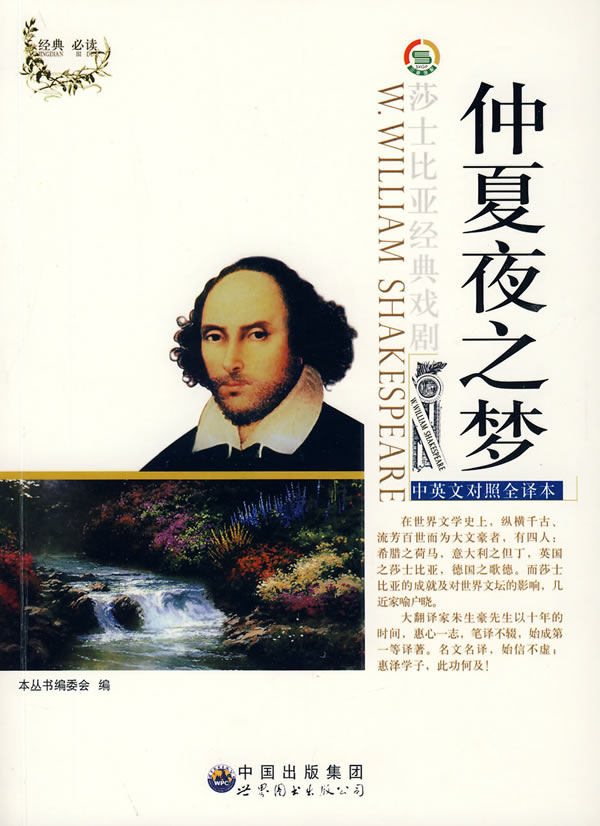 经典 必读
JINGDIAN BI DU
SXGP
仲夏夜之梦
莎士比亚经典戏剧
W.WILLIAM SHAKESPEARE
W.WILLIAM SHAKESPEARE
中英文对照全译本
在世界文学史上，纵横千古、
流芳百世而为大文豪者，有四人：
希腊之荷马，意大利之但丁，英国
之莎士比亚，德国之歌德。而莎士
比亚的成就及对世界文坛的影响，几
近家喻户晓。
大翻译家朱生豪先生以十年的
时间，惠心一志，笔译不辍，始成第
一等译著。名文名译，始信不虚；
惠泽学子，此功何及！
本丛书编委会 编
WPC
中国出版集团
世界图书出版公司